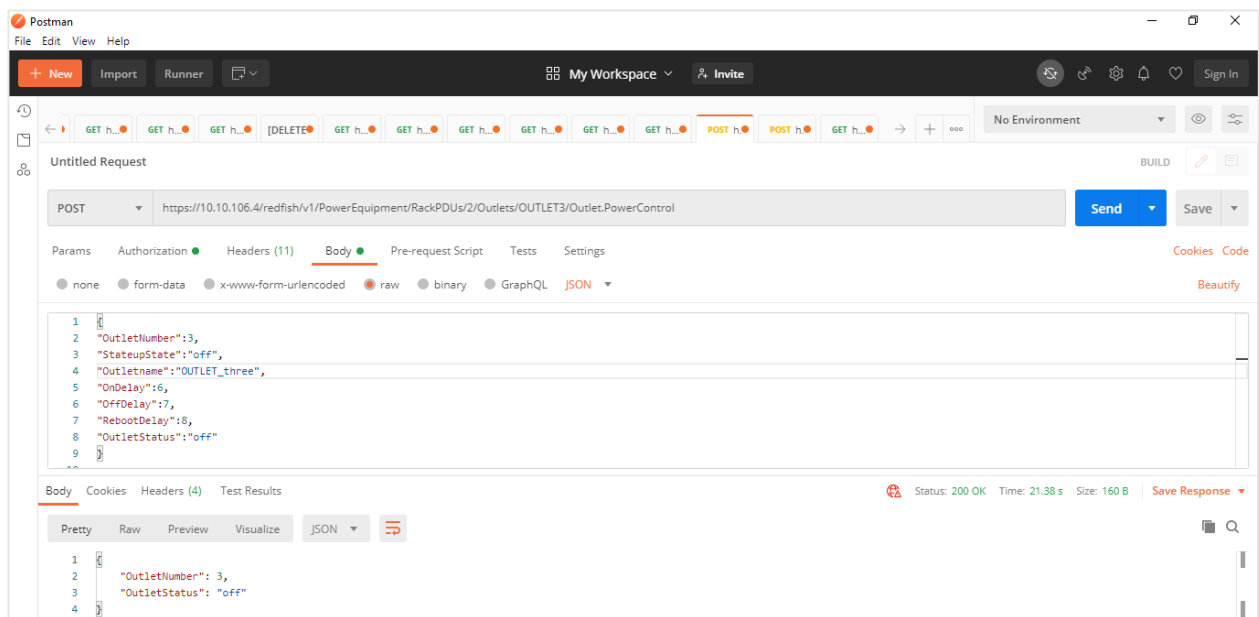 Postman
File Edit View Help
+ New Import Runner My Workspace Invite Sign In
GET h... GET h... GET h... [DELETE GET h... GET h... GET h... GET h... GET h... GET h... POST h. POST h. GET h... No Environment
Untitled Request BUILD
POST https://10.10.106.4/redfish/v1/PowerEquipment/RackPDUs/2/Outlets/OUTLET3/Outlet.PowerControl Send Save
Params Authorization Headers (11) Body Pre-request Script Tests Settings Cookies Code
none form-data x-www-form-urlencoded raw binary GraphQL JSON Beautify
1 {
2 "OutletNumber":3,
3 "StateupState":"off",
4 "Outletname":"OUTLET_three",
5 "OnDelay":6,
6 "OffDelay":7,
7 "RebootDelay":8,
8 "OutletStatus":"off"
9 }
Body Cookies Headers (4) Test Results Status: 200 OK Time: 21.38 s Size: 160 B Save Response
Pretty Raw Preview Visualize JSON
1 {
2 "OutletNumber": 3,
3 "OutletStatus": "off"
4 }